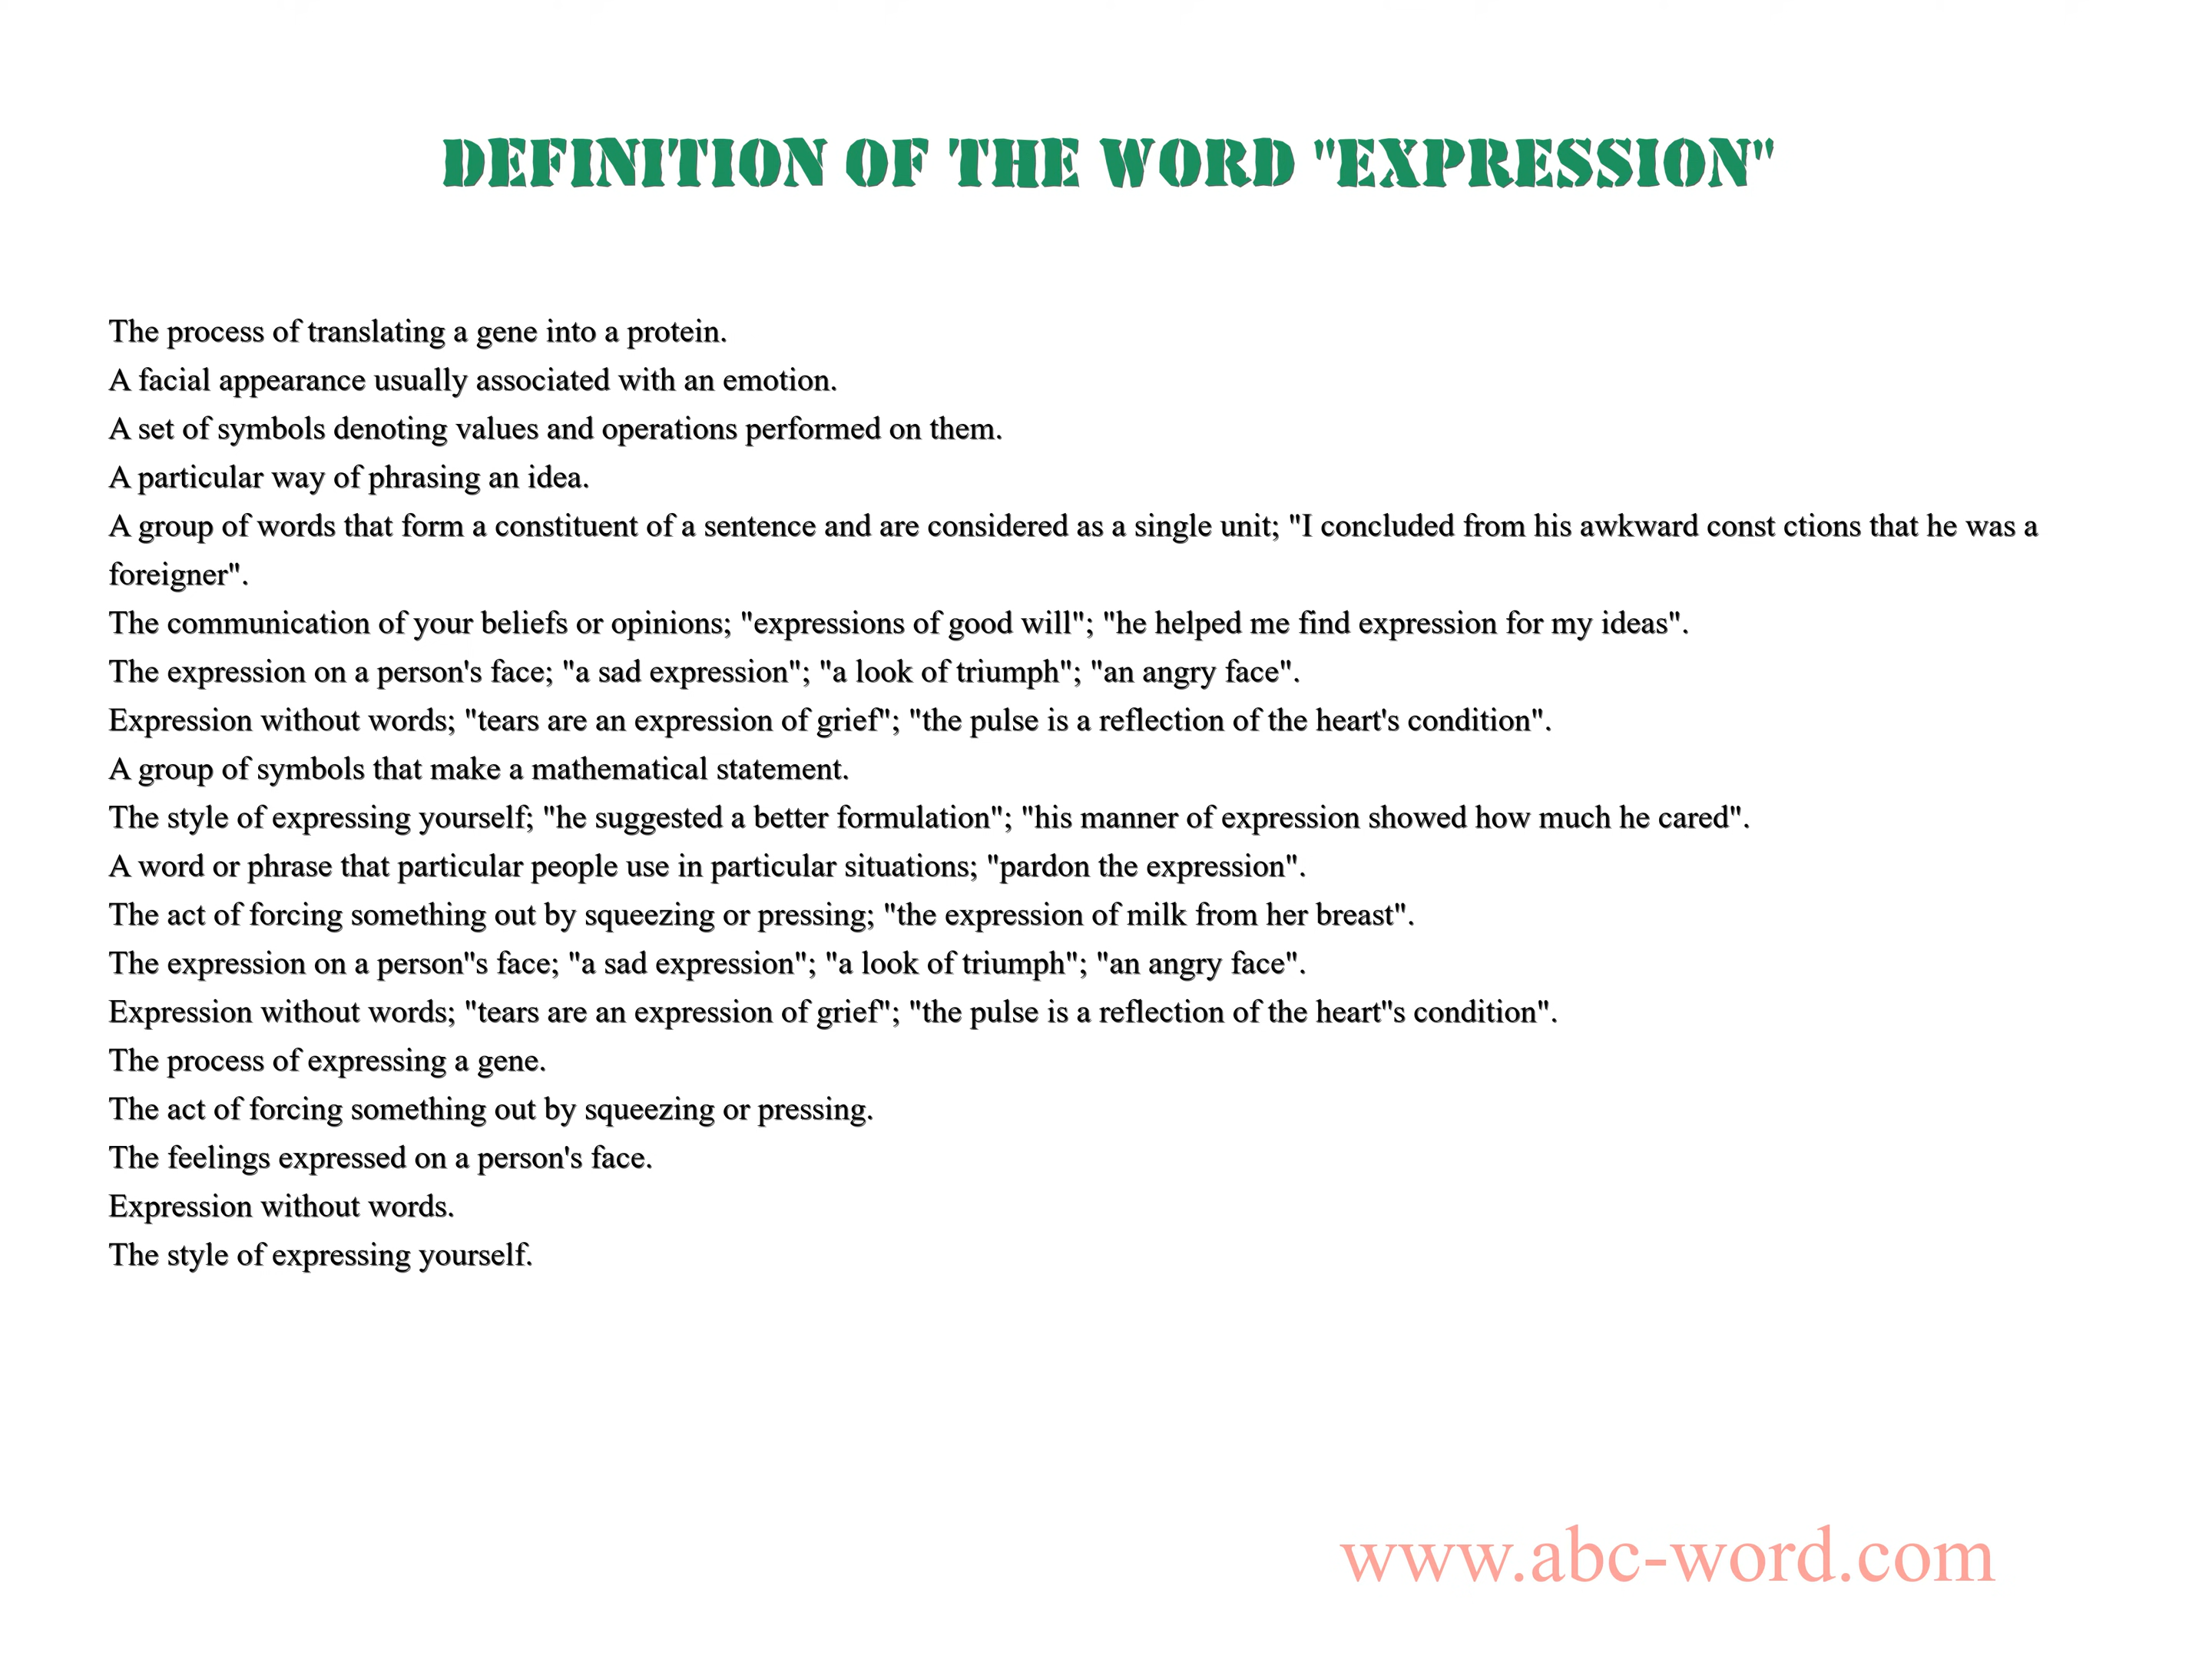 DEFINITION OF THE WORD "EXPRESSION"
The process of translating a gene into a protein.
A facial appearance usually associated with an emotion.
A set of symbols denoting values and operations performed on them.
A particular way of phrasing an idea.
A group of words that form a constituent of a sentence and are considered as a single unit; "I concluded from his awkward const ctions that he was a
foreigner".
The communication of your beliefs or opinions; "expressions of good will"; "he helped me find expression for my ideas".
The expression on a person's face; "a sad expression"; "a look of triumph"; "an angry face".
Expression without words; "tears are an expression of grief"; "the pulse is a reflection of the heart's condition".
A group of symbols that make a mathematical statement.
The style of expressing yourself; "he suggested a better formulation"; "his manner of expression showed how much he cared".
A word or phrase that particular people use in particular situations; "pardon the expression".
The act of forcing something out by squeezing or pressing; "the expression of milk from her breast".
The expression on a person"s face; "a sad expression"; "a look of triumph"; "an angry face".
Expression without words; "tears are an expression of grief"; "the pulse is a reflection of the heart"s condition".
The process of expressing a gene.
The act of forcing something out by squeezing or pressing.
The feelings expressed on a person's face.
Expression without words.
The style of expressing yourself.
www.abc-word.com